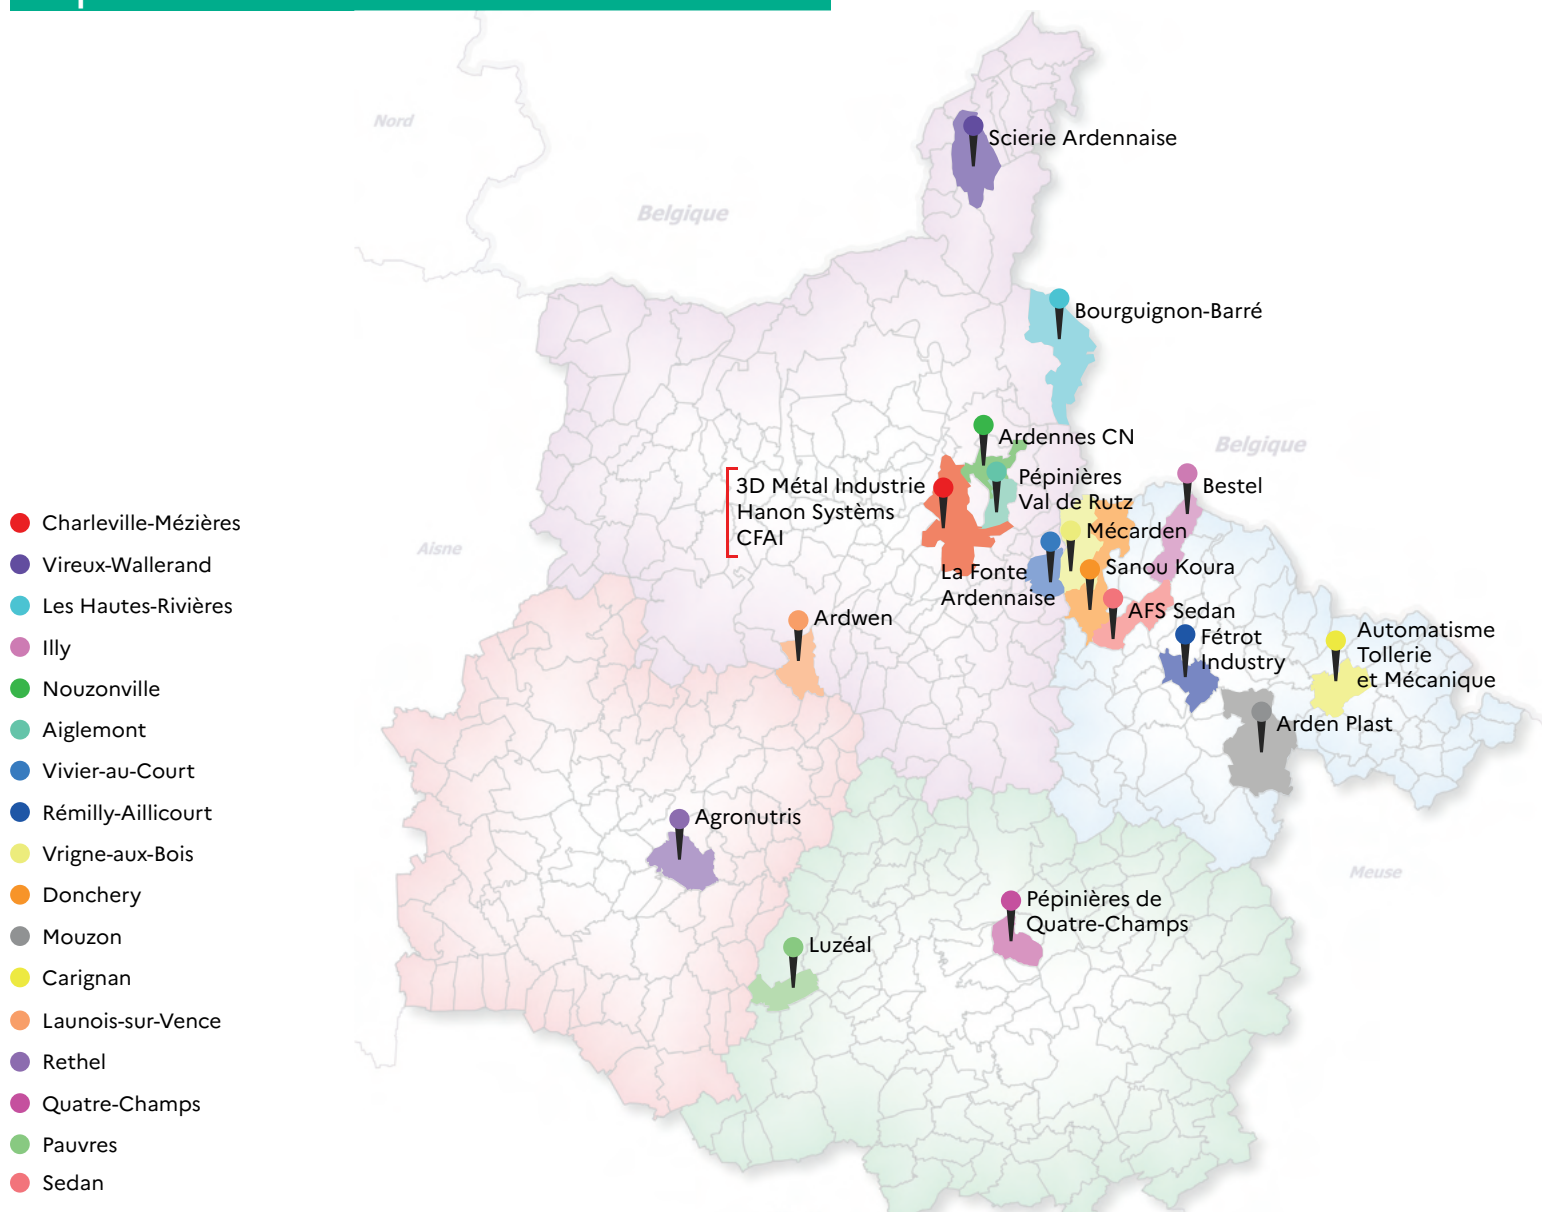 Nord
Belgique
Scierie Ardennaise
Bourguignon-Barré
Ardennes CN
Belgique
3D Métal Industrie
Hanon Systèms
CFAI
Pépinières
Val de Rutz
Bestel
Mécarden
Aisne
La Fonte
Ardennaise
Sanou Koura
AFS Sedan
Ardwen
Fétrot
Industry
Automatisme
Tollerie
et Mécanique
Arden Plast
Agronutris
Meuse
Pépinières de
Quatre-Champs
Luzéal
Charleville-Mézières
Vireux-Wallerand
Les Hautes-Rivières
Illy
Nouzonville
Aiglemont
Vivier-au-Court
Rémilly-Aillicourt
Vrigne-aux-Bois
Donchery
Mouzon
Carignan
Launois-sur-Vence
Rethel
Quatre-Champs
Pauvres
Sedan